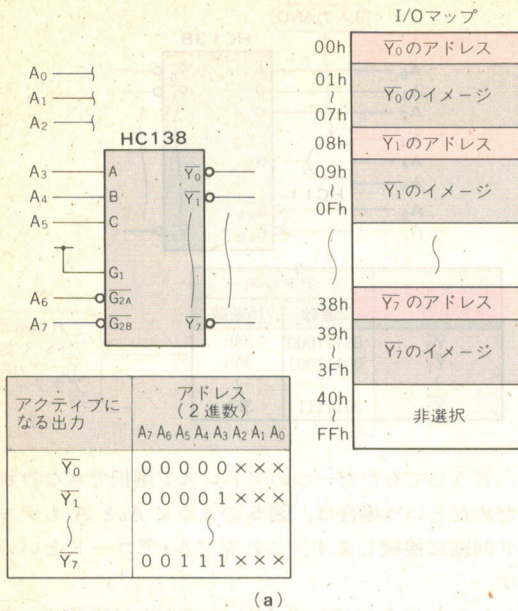 I/Oマップ
00h
Y₀のアドレス
01h
〜
07h
Y₀のイメージ
08h
Y₁のアドレス
09h
〜
0Fh
Y₁のイメージ
38h
Y₇のアドレス
39h
〜
3Fh
Y₇のイメージ
40h
FFh
非選択
A₀
A₁
A₂
HC138
A₃ A Y₀
A₄ B Y₁
A₅ C
G₁
A₆ G₂A
A₇ G₂B Y₇
アクティブになる出力
アドレス
(2進数)
A₇ A₆ A₅ A₄ A₃ A₂ A₁ A₀
Y₀ 0 0 0 0 0 × × ×
Y₁ 0 0 0 0 1 × × ×
Y₇ 0 0 1 1 1 × × ×
(a)